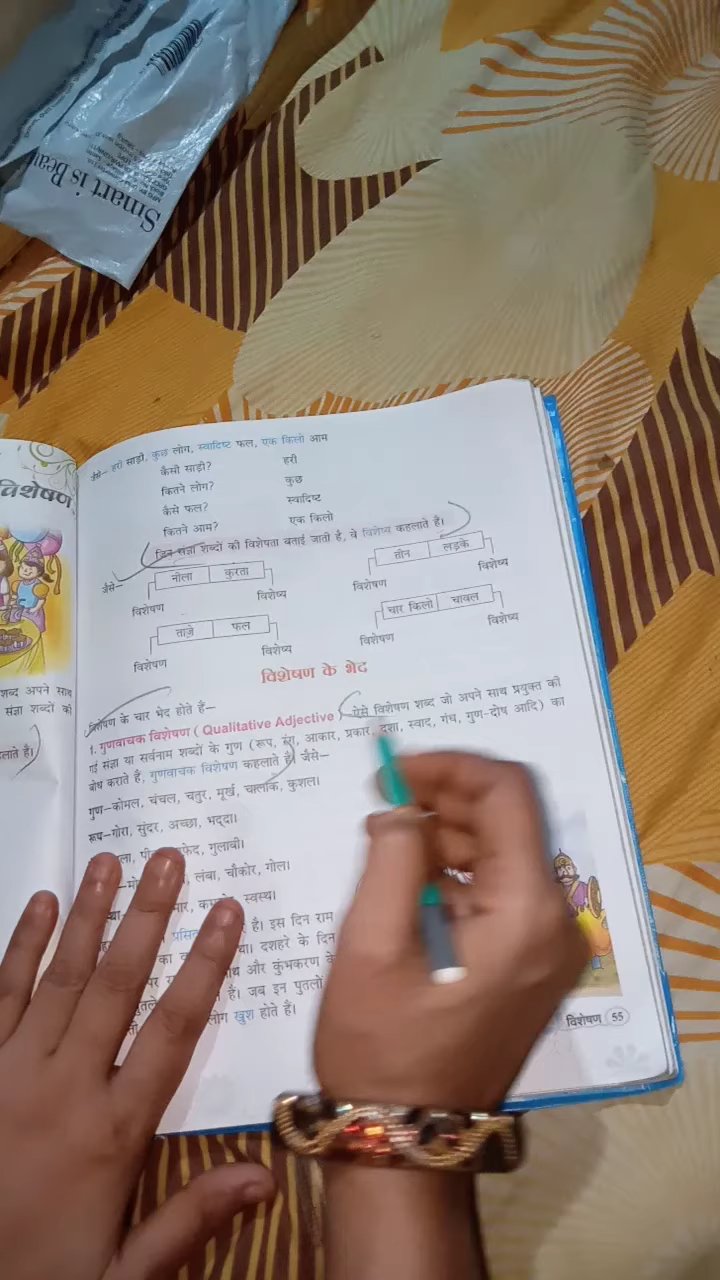 Smart is Beau
विशेषण
शब्द अपने साथ
संज्ञा शब्दों की
लाते हैं।
जैसे– हरी साड़ी, कुछ लोग, स्वादिष्ट फल, एक किलो आम
कैसी साड़ी? हरी
कितने लोग? कुछ
कैसे फल? स्वादिष्ट
कितने आम? एक किलो
जिन संज्ञा शब्दों की विशेषता बताई जाती है, वे विशेष्य कहलाते हैं।
जैसे– नीला कुरता तीन लड़के
विशेषण विशेष्य विशेषण विशेष्य
ताज़े फल चार किलो चावल
विशेषण विशेष्य विशेषण विशेष्य
विशेषण के भेद
विशेषण के चार भेद होते हैं–
1. गुणवाचक विशेषण ( Qualitative Adjective ) ऐसे विशेषण शब्द जो अपने साथ प्रयुक्त की
गई संज्ञा या सर्वनाम शब्दों के गुण (रूप, रंग, आकार, प्रकार, दशा, स्वाद, गंध, गुण-दोष आदि) का
बोध कराते हैं, गुणवाचक विशेषण कहलाते हैं। जैसे–
गुण–कोमल, चंचल, चतुर, मूर्ख, चालाक, कुशल।
रूप–गोरा, सुंदर, अच्छा, भद्दा।
गुलाबी।
लंबा, चौकोर, गोल।
स्वस्थ।
है। इस दिन राम
था। दशहरे के दिन
और कुंभकरण के
हैं। जब इन पुतलों
लोग खुश होते हैं।
विशेषण 55